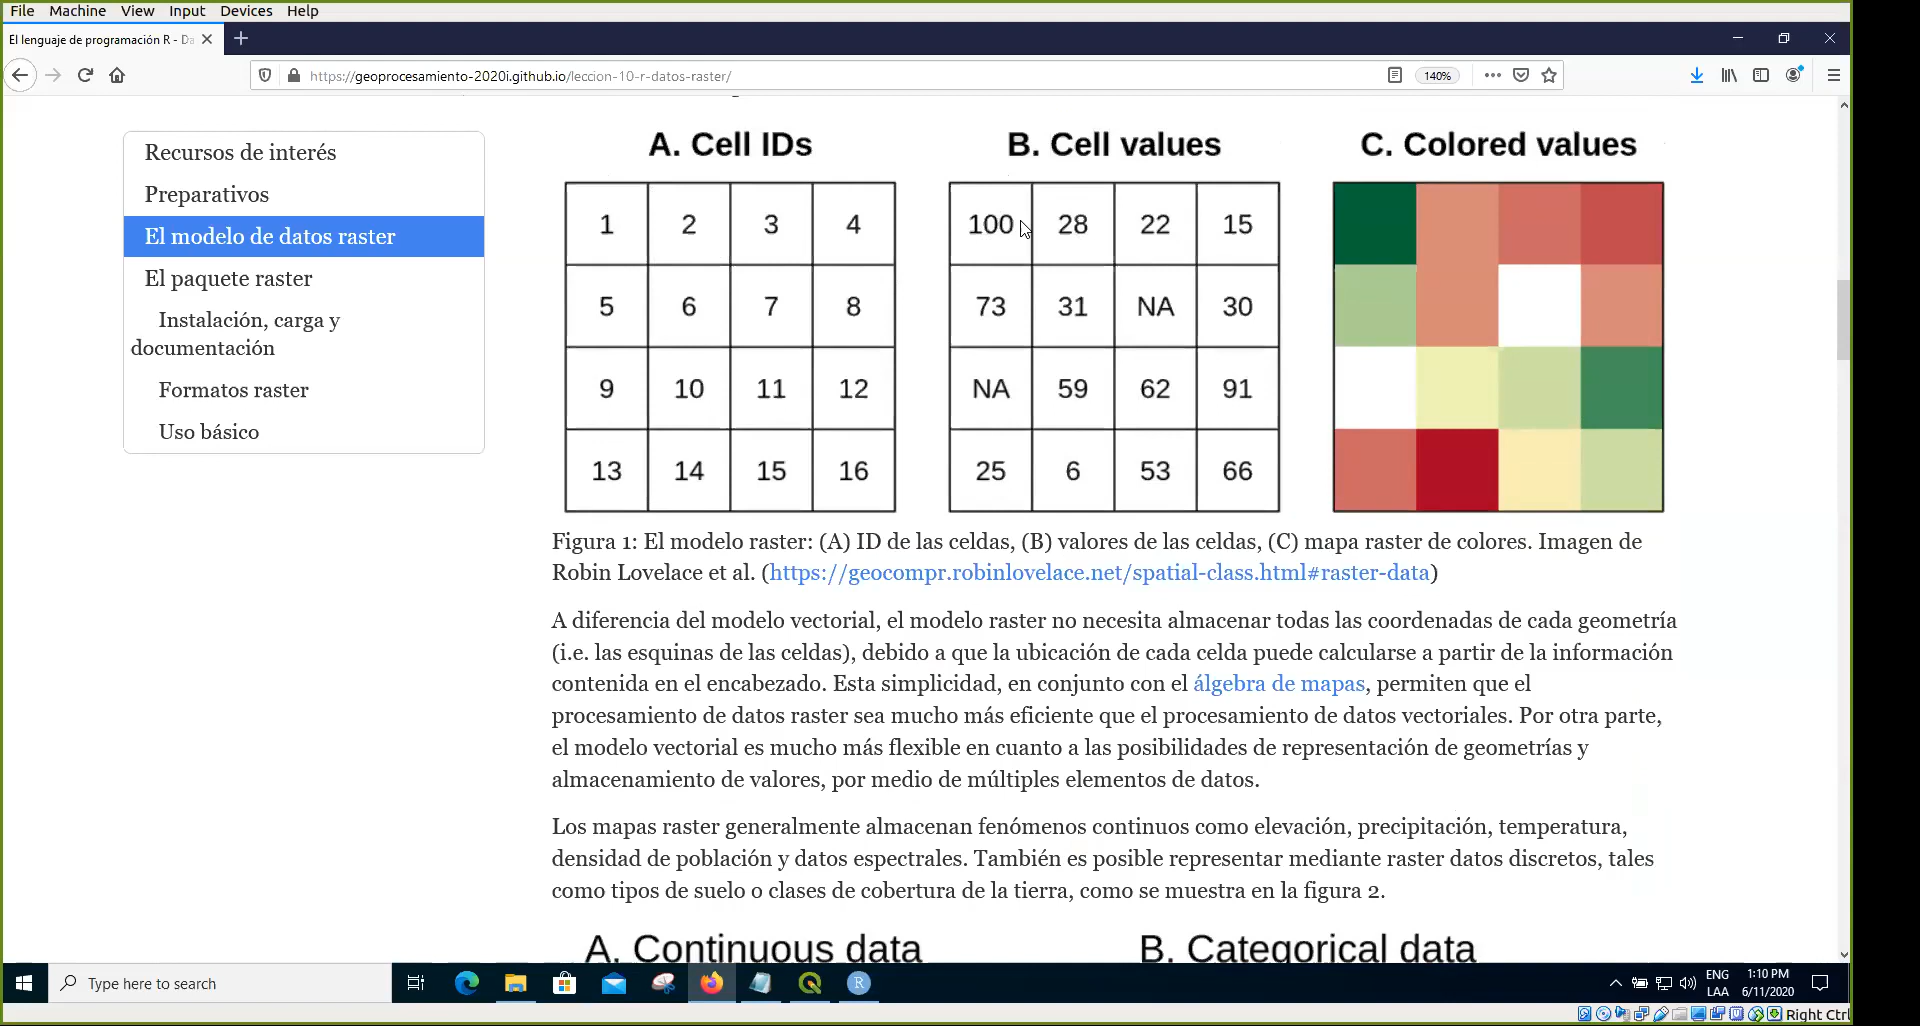 File Machine View Input Devices Help
El lenguaje de programación R - Da
https://geoprocesamiento-2020i.github.io/leccion-10-r-datos-raster/
140%
Recursos de interés
Preparativos
El modelo de datos raster
El paquete raster
Instalación, carga y
documentación
Formatos raster
Uso básico
A. Cell IDs
1 2 3 4
5 6 7 8
9 10 11 12
13 14 15 16
B. Cell values
100 28 22 15
73 31 NA 30
NA 59 62 91
25 6 53 66
C. Colored values
Figura 1: El modelo raster: (A) ID de las celdas, (B) valores de las celdas, (C) mapa raster de colores. Imagen de
Robin Lovelace et al. (https://geocompr.robinlovelace.net/spatial-class.html#raster-data)
A diferencia del modelo vectorial, el modelo raster no necesita almacenar todas las coordenadas de cada geometría
(i.e. las esquinas de las celdas), debido a que la ubicación de cada celda puede calcularse a partir de la información
contenida en el encabezado. Esta simplicidad, en conjunto con el álgebra de mapas, permiten que el
procesamiento de datos raster sea mucho más eficiente que el procesamiento de datos vectoriales. Por otra parte,
el modelo vectorial es mucho más flexible en cuanto a las posibilidades de representación de geometrías y
almacenamiento de valores, por medio de múltiples elementos de datos.
Los mapas raster generalmente almacenan fenómenos continuos como elevación, precipitación, temperatura,
densidad de población y datos espectrales. También es posible representar mediante raster datos discretos, tales
como tipos de suelo o clases de cobertura de la tierra, como se muestra en la figura 2.
A. Continuous data
B. Categorical data
Type here to search
R
ENG
LAA
1:10 PM
6/11/2020
Right Ctrl